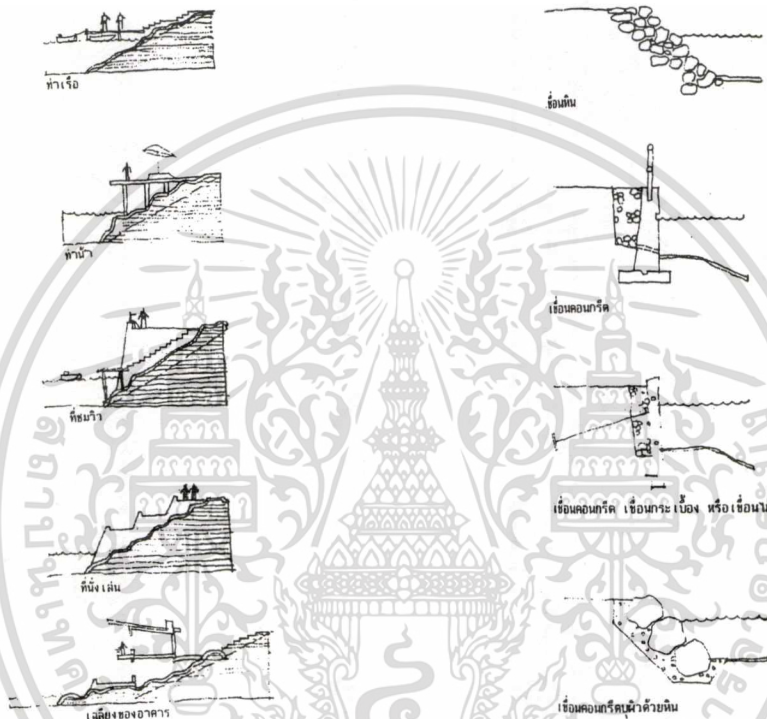 ท่าเรือ
ท่าน้ำ
ที่ชมวิว
ที่นั่งเล่น
เฉลียงของอาคาร
เขื่อนหิน
เขื่อนคอนกรีต
เขื่อนคอนกรีต เขื่อนกระเบื้อง หรือเขื่อนไม
เขื่อนคอนกรีตบุผิวด้วยหิน